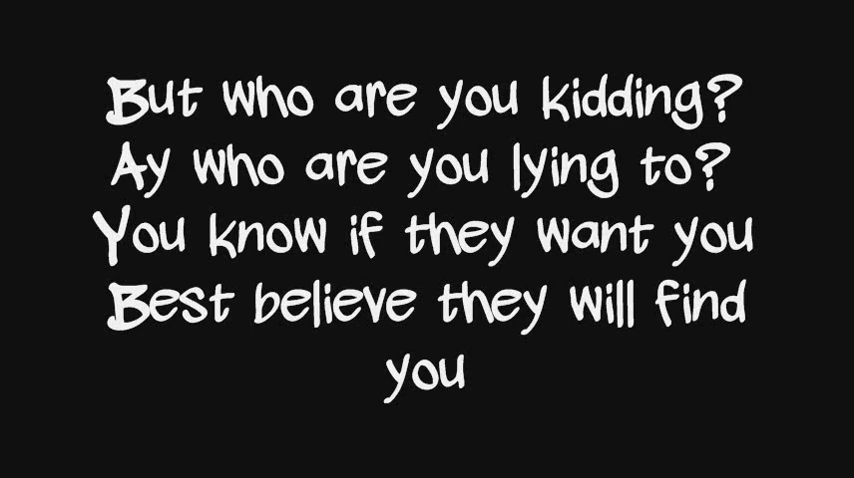 But who are you kidding?
Ay who are you lying to?
You know if they want you
Best believe they will find
you